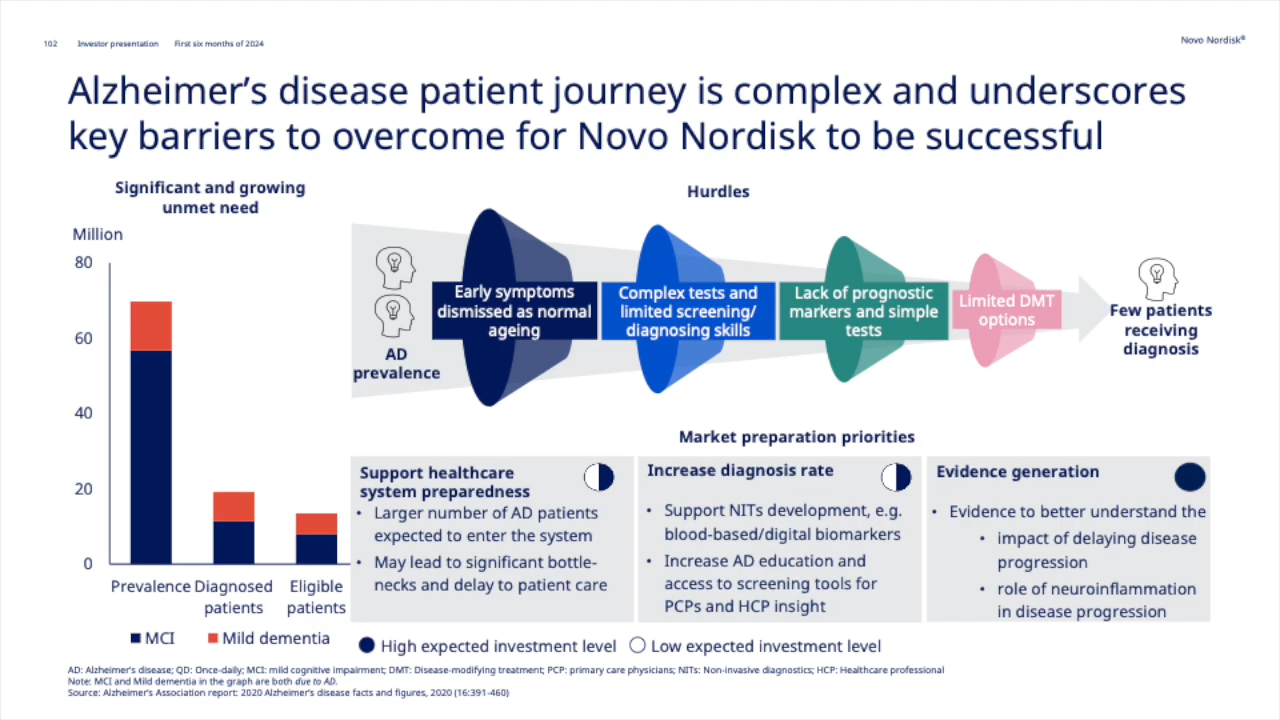 102 Investor presentation First six months of 2024
Novo Nordisk®
Alzheimer’s disease patient journey is complex and underscores
key barriers to overcome for Novo Nordisk to be successful
Significant and growing
unmet need
Million
80
60
40
20
0
Prevalence Diagnosed Eligible
patients patients
MCI Mild dementia
Hurdles
AD
prevalence
Early symptoms
dismissed as normal
ageing
Complex tests and
limited screening/
diagnosing skills
Lack of prognostic
markers and simple
tests
Limited DMT
options
Few patients
receiving
diagnosis
Market preparation priorities
Support healthcare
system preparedness
• Larger number of AD patients
expected to enter the system
• May lead to significant bottle-
necks and delay to patient care
Increase diagnosis rate
• Support NITs development, e.g.
blood-based/digital biomarkers
• Increase AD education and
access to screening tools for
PCPs and HCP insight
Evidence generation
• Evidence to better understand the
• impact of delaying disease
progression
• role of neuroinflammation
in disease progression
High expected investment level Low expected investment level
AD: Alzheimer's disease; QD: Once-daily; MCI: mild cognitive impairment; DMT: Disease-modifying treatment; PCP: primary care physicians; NITs: Non-invasive diagnostics; HCP: Healthcare professional
Note: MCI and Mild dementia in the graph are both due to AD.
Source: Alzheimer's Association report: 2020 Alzheimer's disease facts and figures, 2020 (16:391-460)